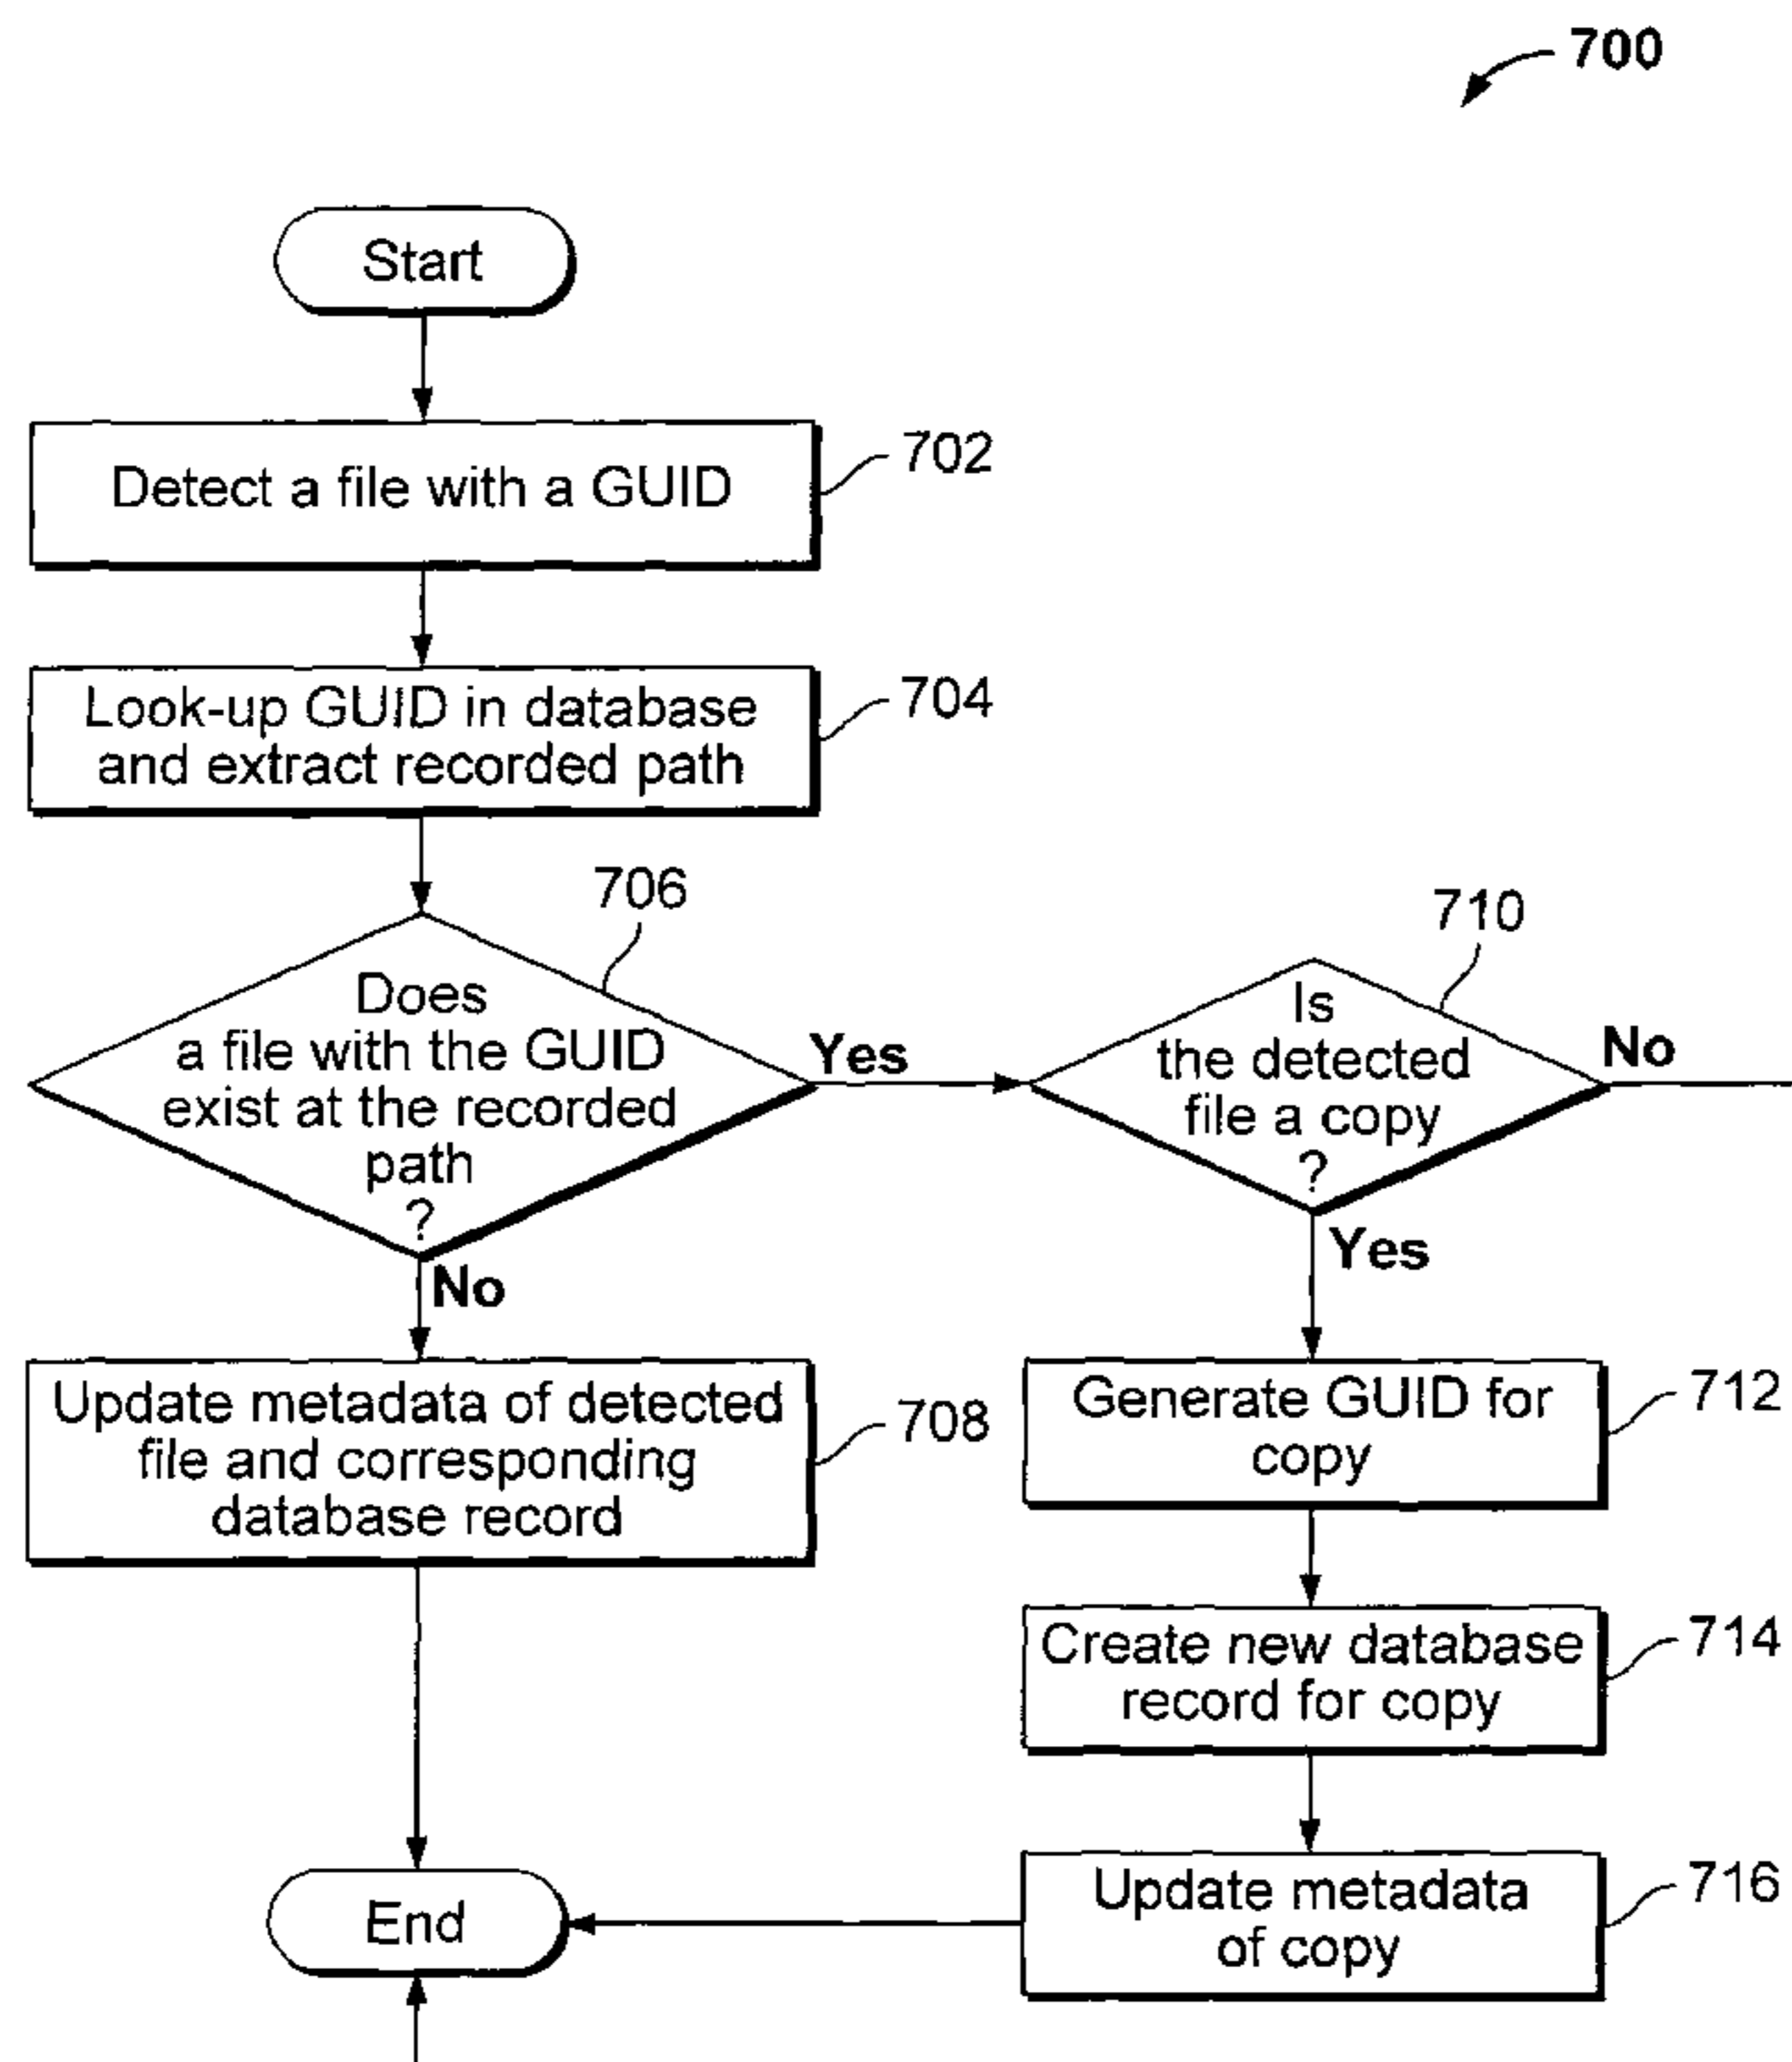 700
Start
Detect a file with a GUID
702
Look-up GUID in database
and extract recorded path
704
706
Does
a file with the GUID
exist at the recorded
path
?
Yes
No
710
Is
the detected
file a copy
?
No
Yes
Update metadata of detected
file and corresponding
database record
708
Generate GUID for
copy
712
Create new database
record for copy
714
Update metadata
of copy
716
End